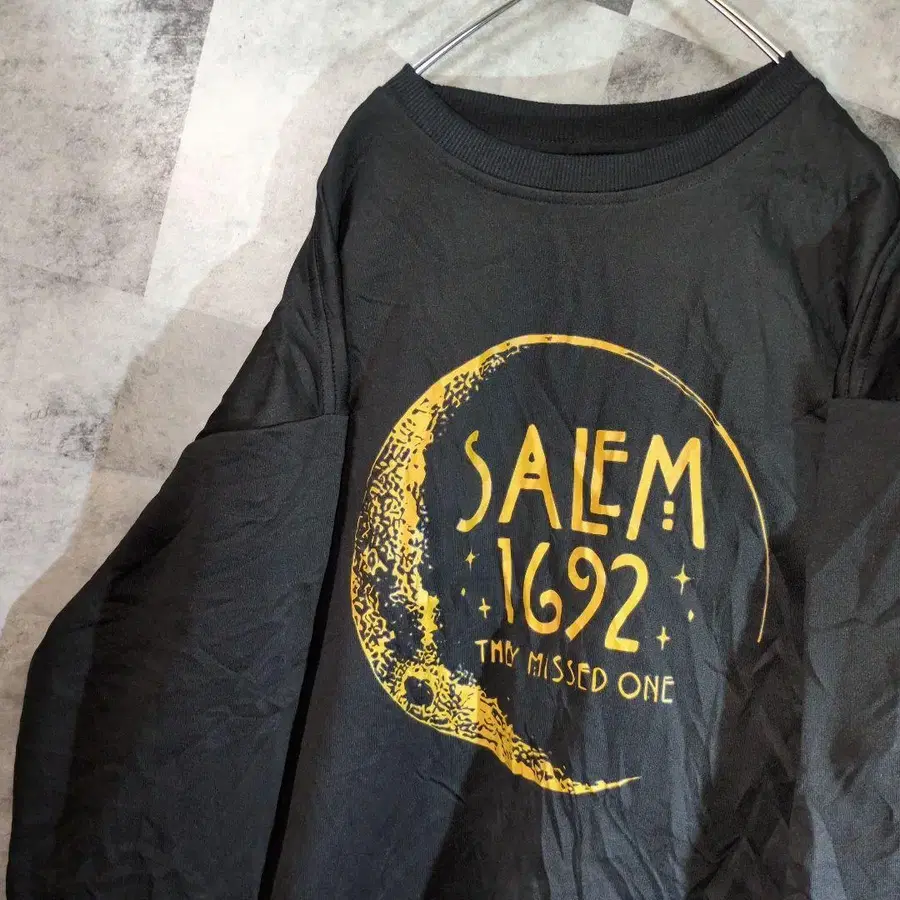 SALEM
1692
THEY MISSED ONE